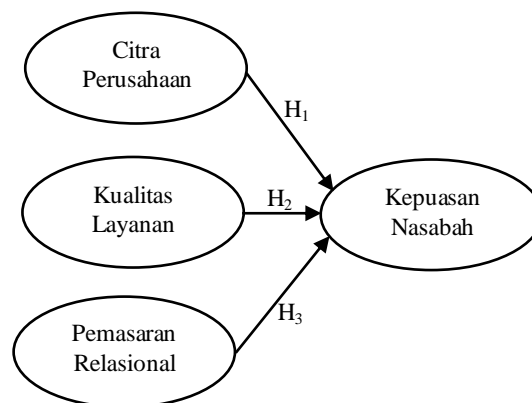 Citra
Perusahaan
H1
Kualitas
Layanan
H2
Kepuasan
Nasabah
Pemasaran
Relasional
H3